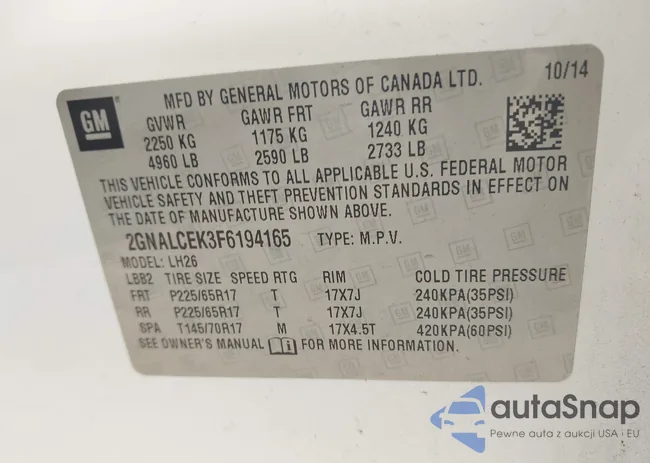 GM
MFD BY GENERAL MOTORS OF CANADA LTD.
10/14
GVWR GAWR FRT GAWR RR
2250 KG 1175 KG 1240 KG
4960 LB 2590 LB 2733 LB
THIS VEHICLE CONFORMS TO ALL APPLICABLE U.S. FEDERAL MOTOR
VEHICLE SAFETY AND THEFT PREVENTION STANDARDS IN EFFECT ON
THE DATE OF MANUFACTURE SHOWN ABOVE.
2GNALCEK3F6194165 TYPE: M.P.V.
MODEL: LH26
LBB2 TIRE SIZE SPEED RTG RIM COLD TIRE PRESSURE
FRT P225/65R17 T 17X7J 240KPA(35PSI)
RR P225/65R17 T 17X7J 240KPA(35PSI)
SPA T145/70R17 M 17X4.5T 420KPA(60PSI)
SEE OWNER'S MANUAL FOR MORE INFORMATION.
autoSnap
Pewne auta z aukcji USA i EU